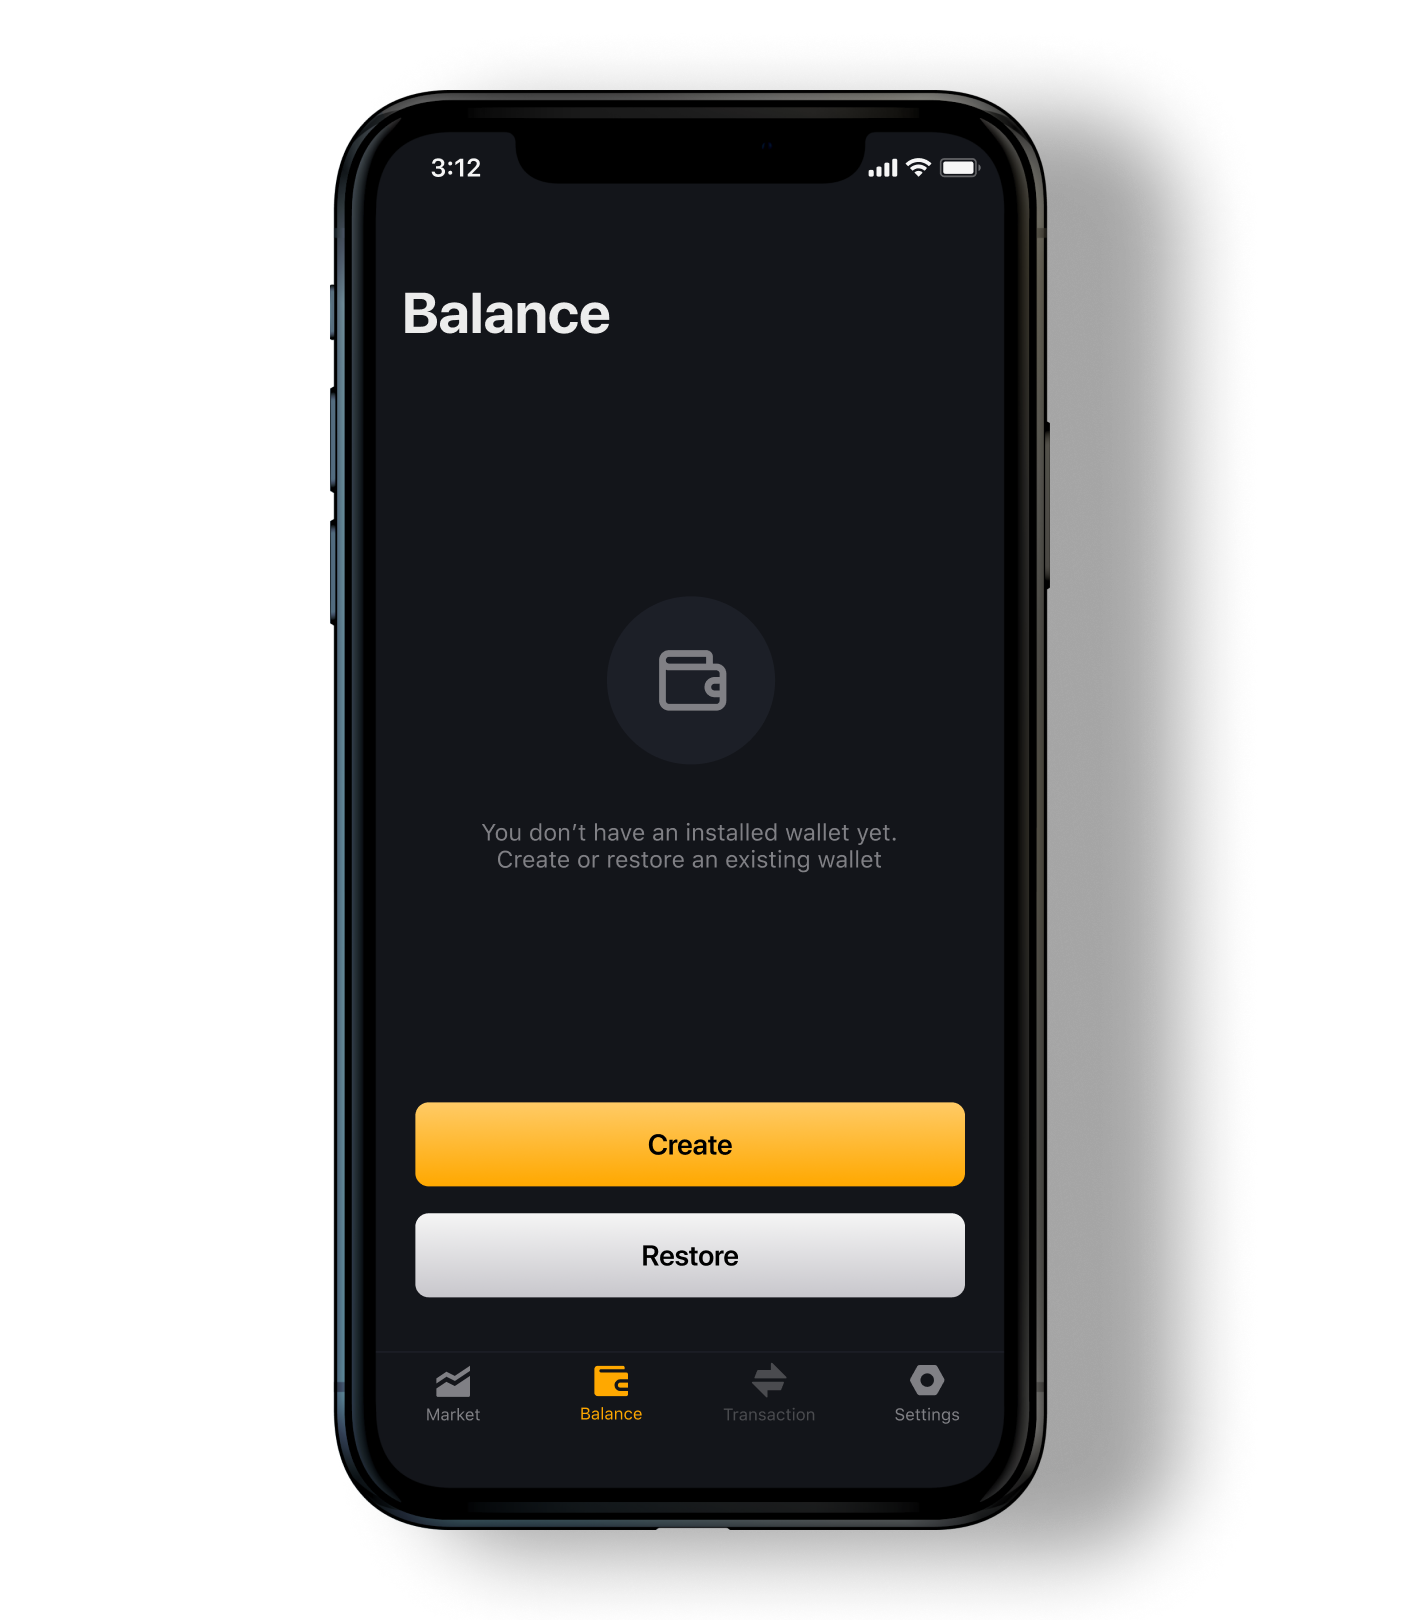 3:12
Balance
You don’t have an installed wallet yet.
Create or restore an existing wallet
Create
Restore
Market
Balance
Transaction
Settings